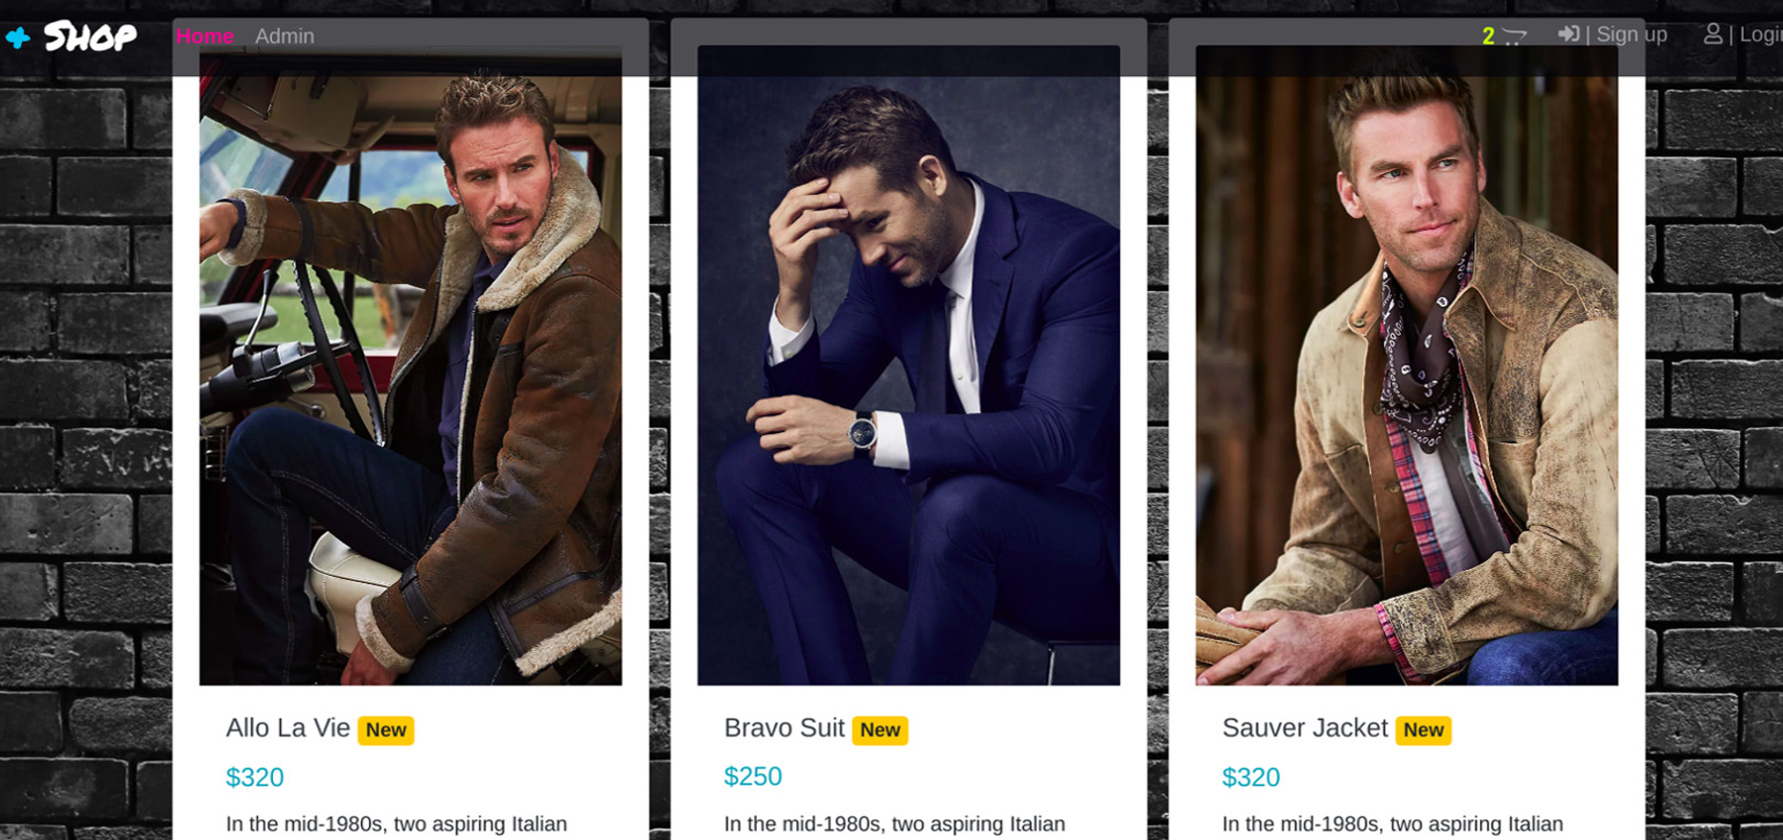 Shop Home Admin 2 | Sign up | Login
Allo La Vie New
$320
In the mid-1980s, two aspiring Italian
Bravo Suit New
$250
In the mid-1980s, two aspiring Italian
Sauver Jacket New
$320
In the mid-1980s, two aspiring Italian